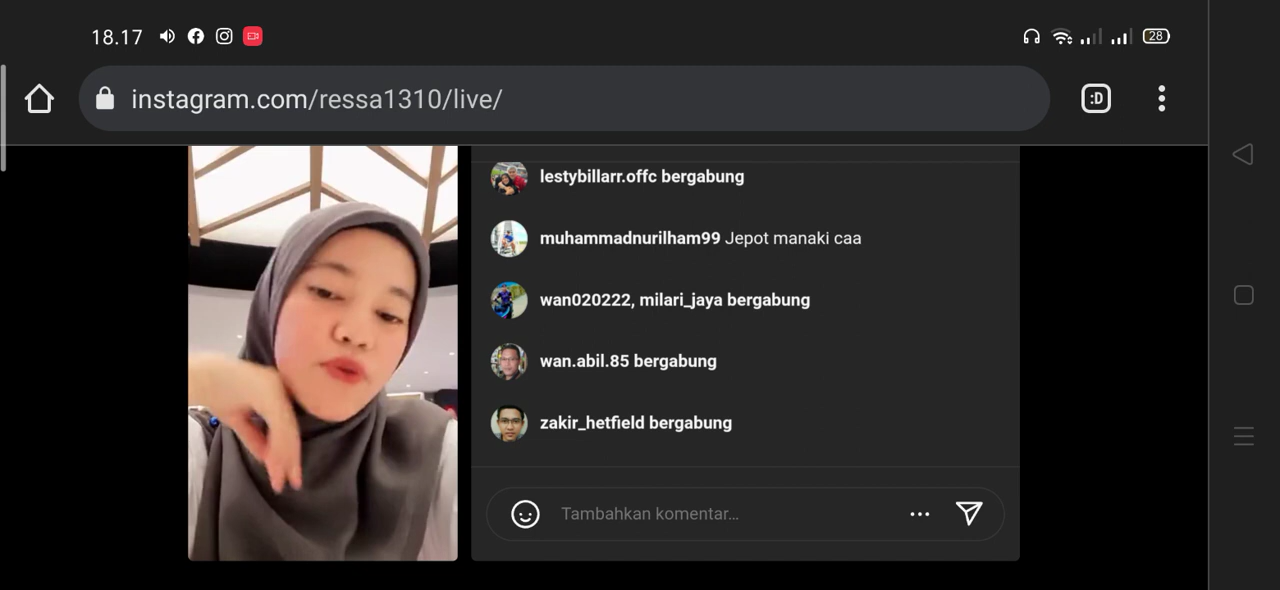 18.17
28
instagram.com/ressa1310/live/
:D
lestybillarr.offc bergabung
muhammadnurilham99 Jepot manaki caa
wan020222, milari_jaya bergabung
wan.abil.85 bergabung
zakir_hetfield bergabung
Tambahkan komentar...